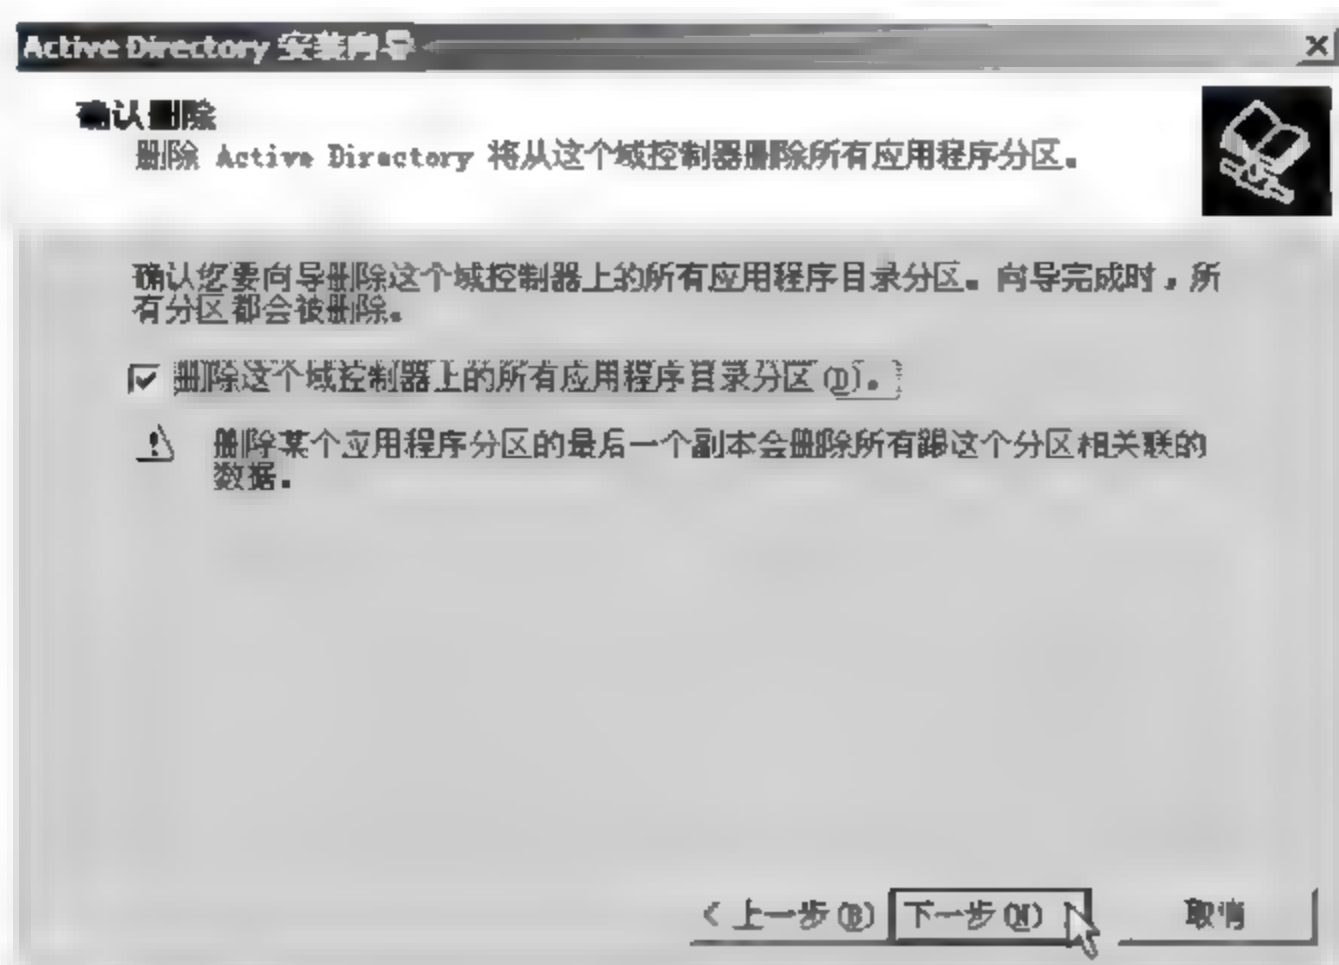 Active Directory 安装向导
确认删除
删除 Active Directory 将从这个域控制器删除所有应用程序分区。
确认您要向导删除这个域控制器上的所有应用程序目录分区。向导完成时，所
有分区都会被删除。
删除这个域控制器上的所有应用程序目录分区(D)。
删除某个应用程序分区的最后一个副本会删除所有跟这个分区相关联的
数据。
< 上一步(B) 下一步(N) > 取消